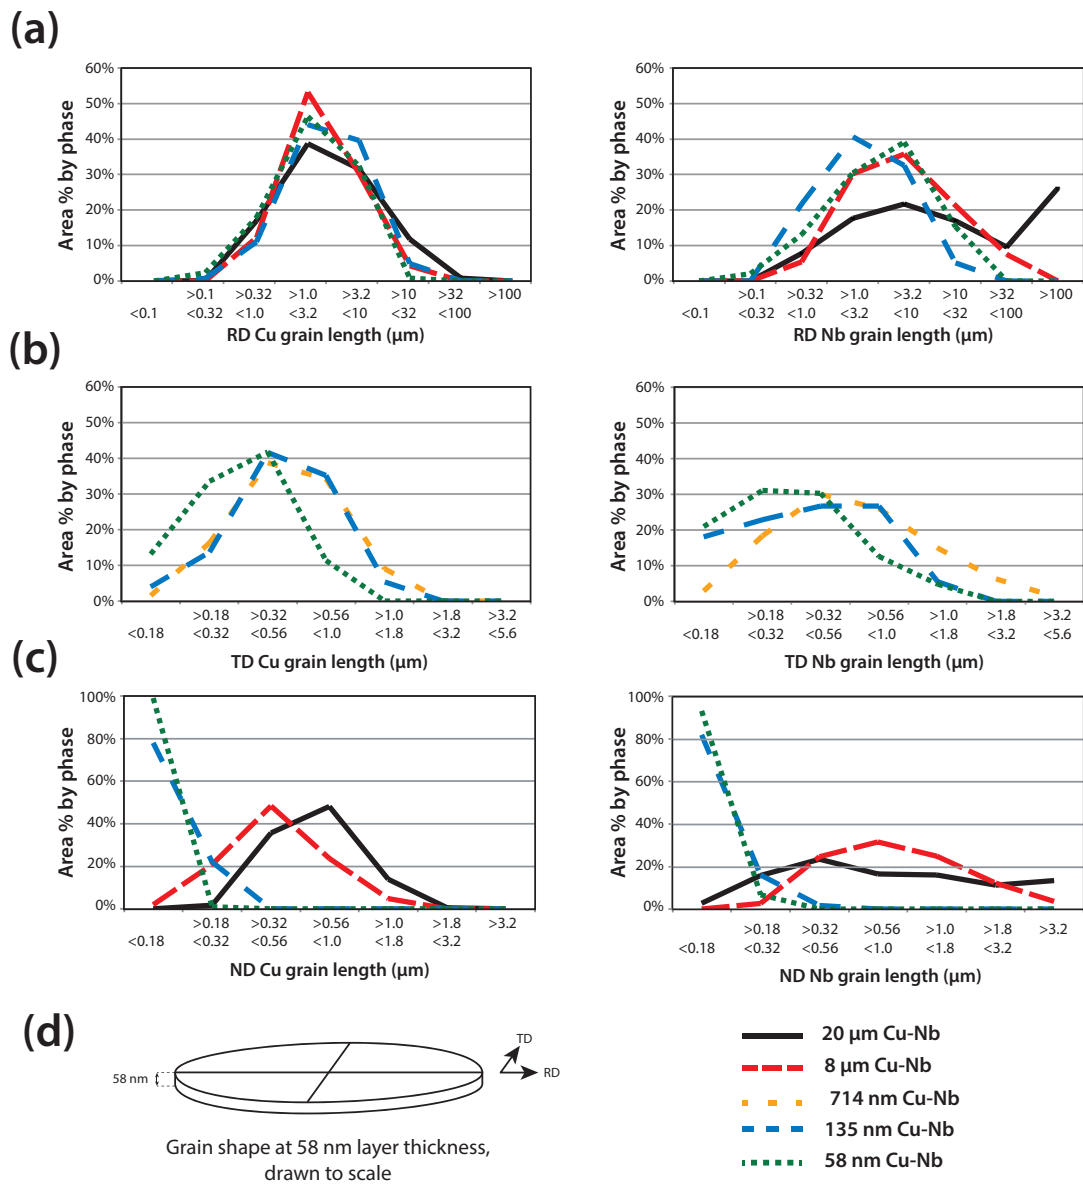 (a)
60%
50%
40%
30%
20%
10%
0%
Area % by phase
>0.1 >0.32 >1.0 >3.2 >10 >32 >100
<0.1 <0.32 <1.0 <3.2 <10 <32 <100
RD Cu grain length (µm)
60%
50%
40%
30%
20%
10%
0%
Area % by phase
>0.1 >0.32 >1.0 >3.2 >10 >32 >100
<0.1 <0.32 <1.0 <3.2 <10 <32 <100
RD Nb grain length (µm)
(b)
60%
50%
40%
30%
20%
10%
0%
Area % by phase
>0.18 >0.32 >0.56 >1.0 >1.8 >3.2
<0.18 <0.32 <0.56 <1.0 <1.8 <3.2 <5.6
TD Cu grain length (µm)
60%
50%
40%
30%
20%
10%
0%
Area % by phase
>0.18 >0.32 >0.56 >1.0 >1.8 >3.2
<0.18 <0.32 <0.56 <1.0 <1.8 <3.2 <5.6
TD Nb grain length (µm)
(c)
100%
80%
60%
40%
20%
0%
Area % by phase
>0.18 >0.32 >0.56 >1.0 >1.8 >3.2
<0.18 <0.32 <0.56 <1.0 <1.8 <3.2
ND Cu grain length (µm)
100%
80%
60%
40%
20%
0%
Area % by phase
>0.18 >0.32 >0.56 >1.0 >1.8 >3.2
<0.18 <0.32 <0.56 <1.0 <1.8 <3.2
ND Nb grain length (µm)
(d)
58 nm
TD
RD
Grain shape at 58 nm layer thickness,
drawn to scale
20 µm Cu-Nb
8 µm Cu-Nb
714 nm Cu-Nb
135 nm Cu-Nb
58 nm Cu-Nb